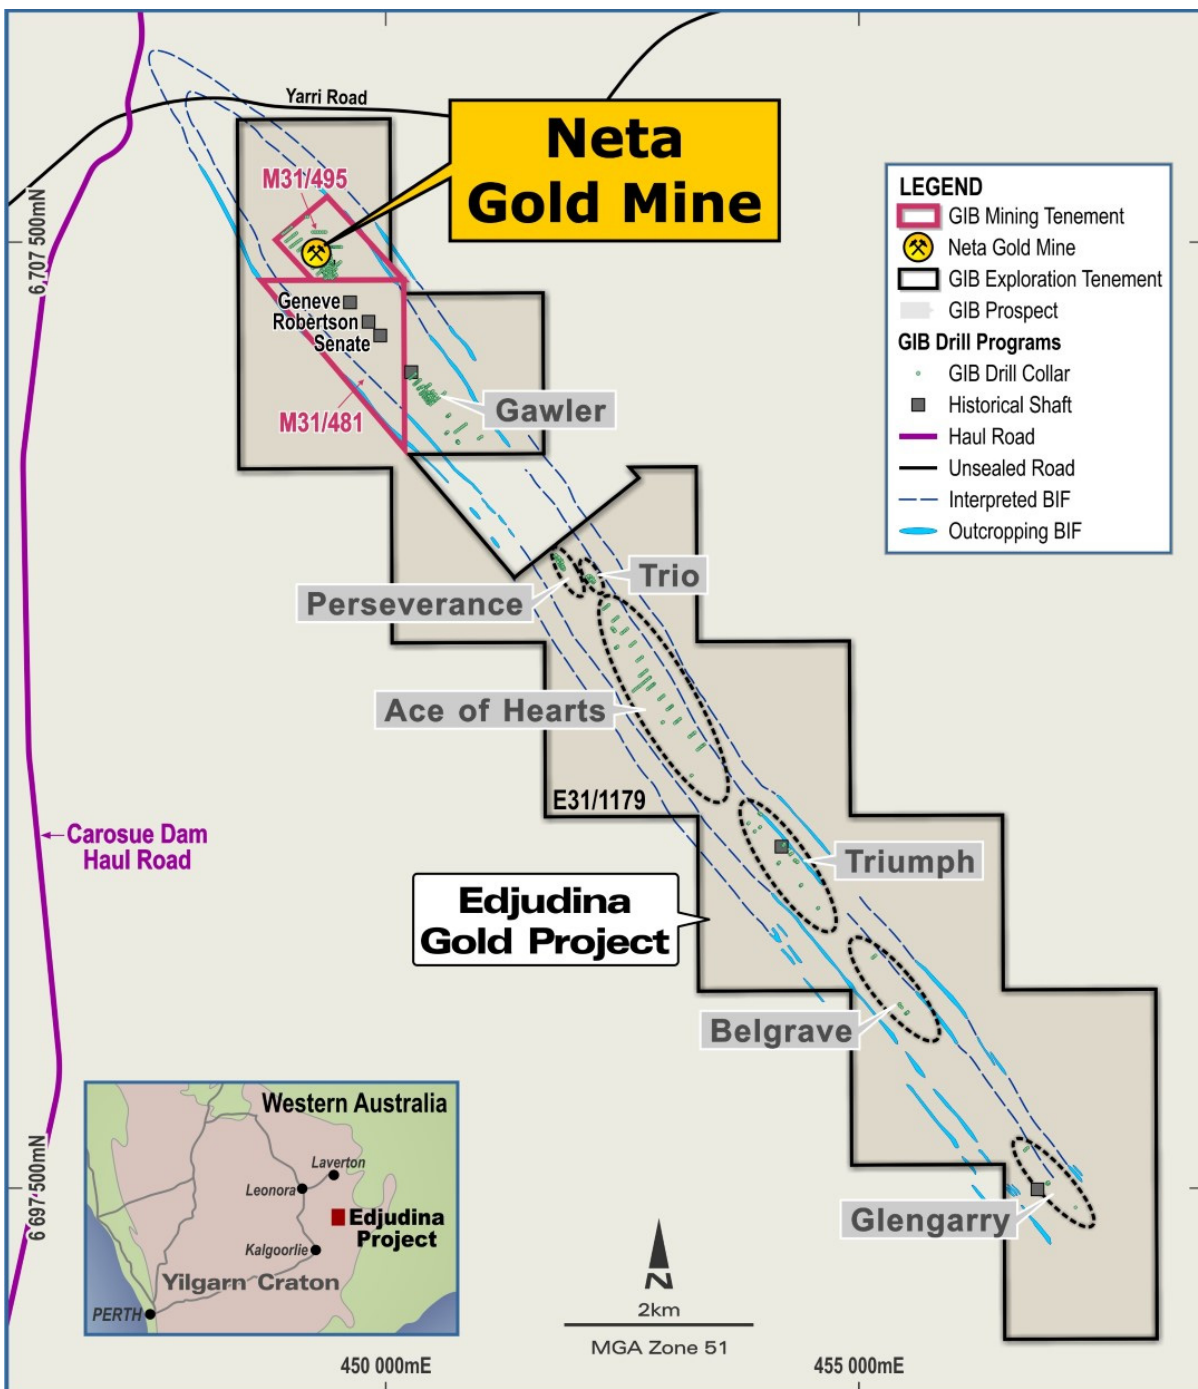 Yarri Road
Neta
Gold Mine
M31/495
6 707 500mN
LEGEND
GIB Mining Tenement
Neta Gold Mine
GIB Exploration Tenement
GIB Prospect
GIB Drill Programs
GIB Drill Collar
Historical Shaft
Haul Road
Unsealed Road
Interpreted BIF
Outcropping BIF
Geneve
Robertson
Senate
M31/481
Gawler
Trio
Perseverance
Ace of Hearts
E31/1179
Carosue Dam
Haul Road
Triumph
Edjudina
Gold Project
Belgrave
Glengarry
6 697 500mN
Western Australia
Laverton
Leonora
Edjudina
Project
Kalgoorlie
Yilgarn Craton
PERTH
N
2km
MGA Zone 51
450 000mE
455 000mE